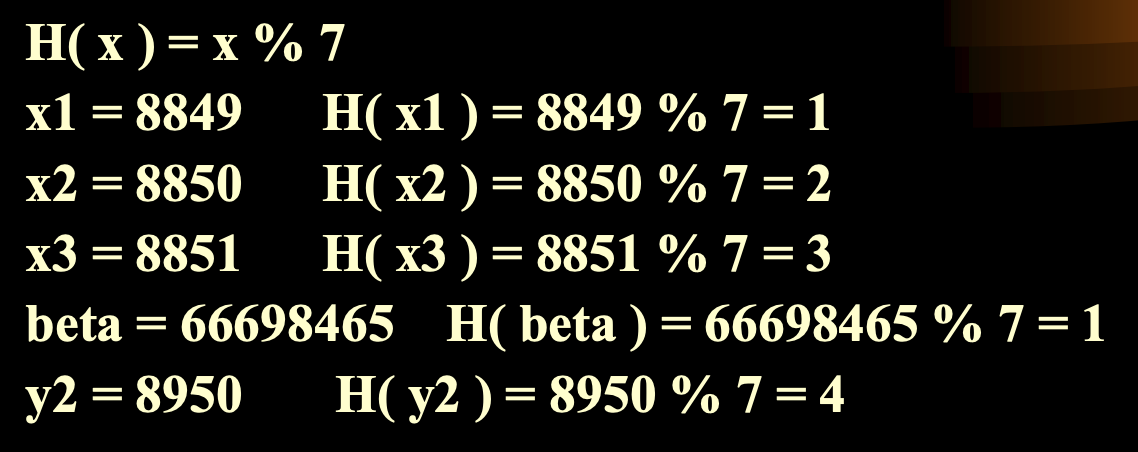 H( x ) = x % 7
x1 = 8849 H( x1 ) = 8849 % 7 = 1
x2 = 8850 H( x2 ) = 8850 % 7 = 2
x3 = 8851 H( x3 ) = 8851 % 7 = 3
beta = 66698465 H( beta ) = 66698465 % 7 = 1
y2 = 8950 H( y2 ) = 8950 % 7 = 4